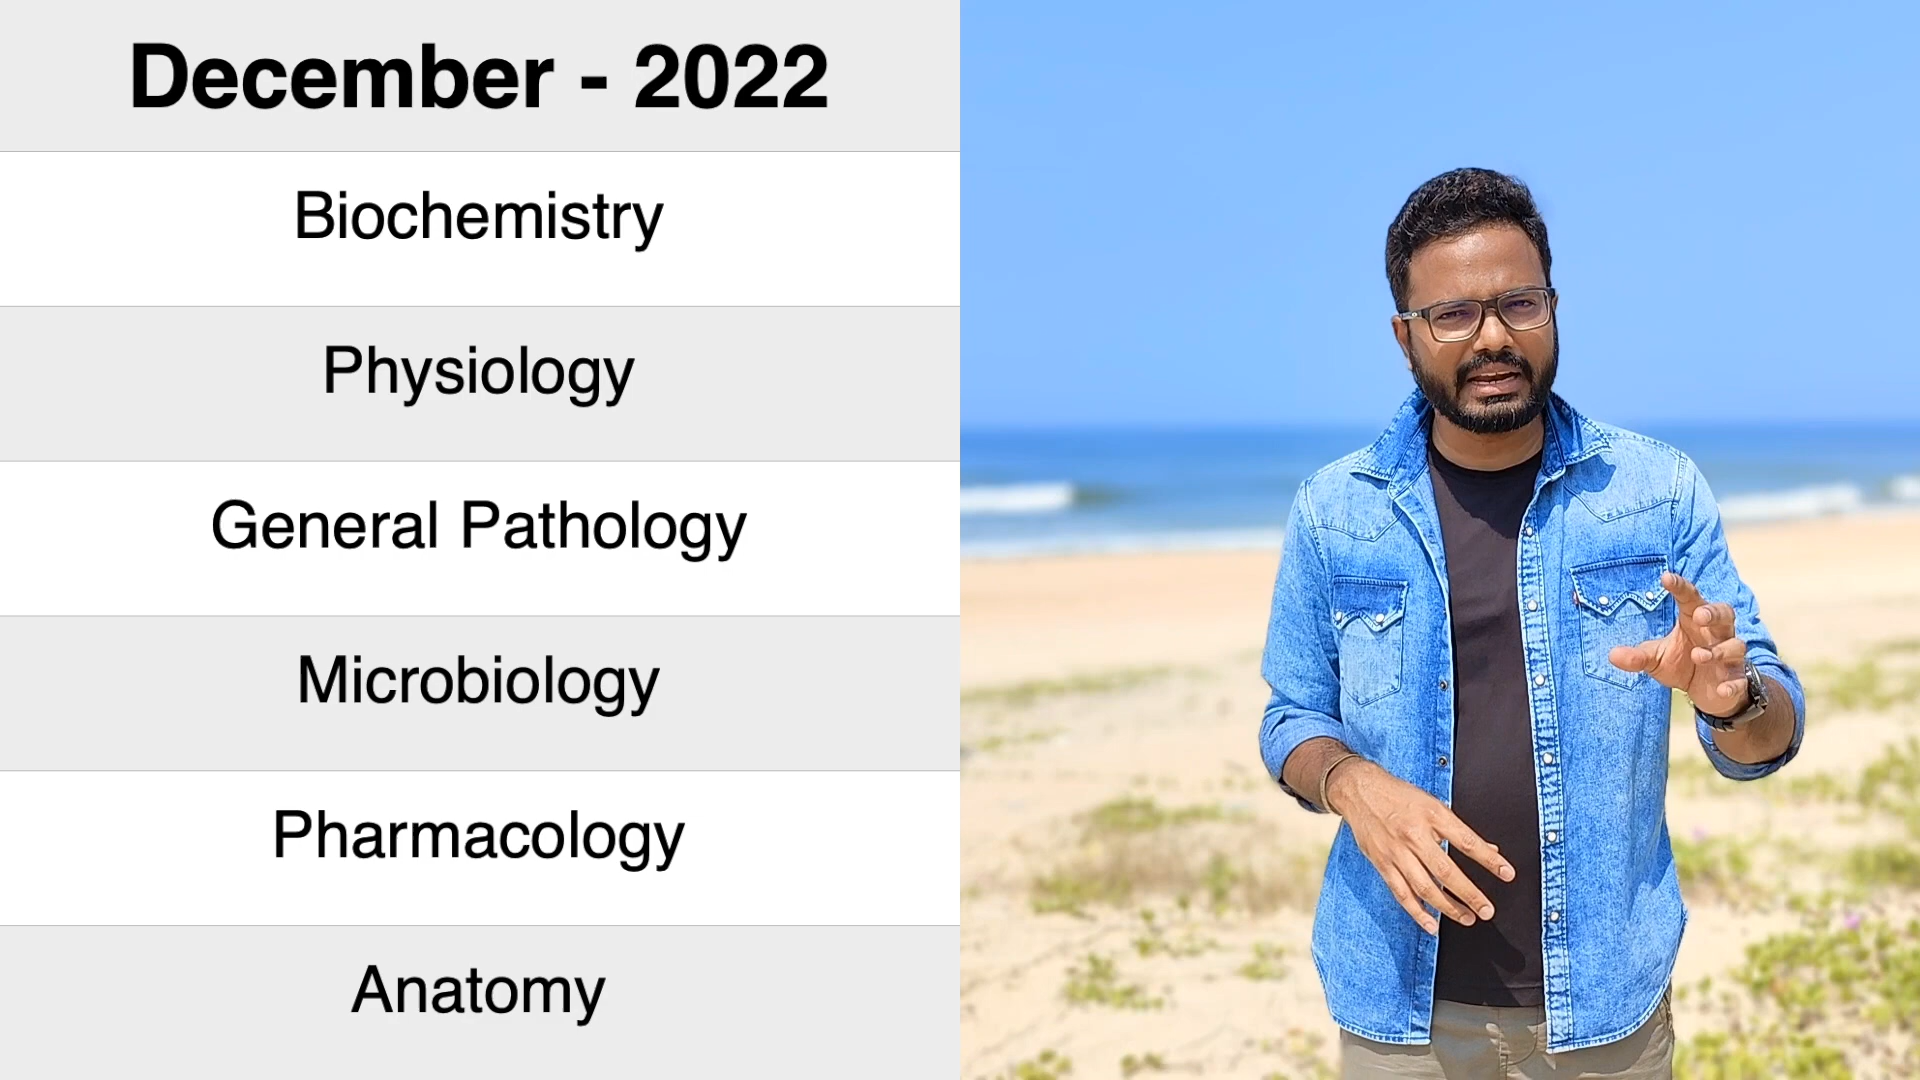 December - 2022
Biochemistry
Physiology
General Pathology
Microbiology
Pharmacology
Anatomy